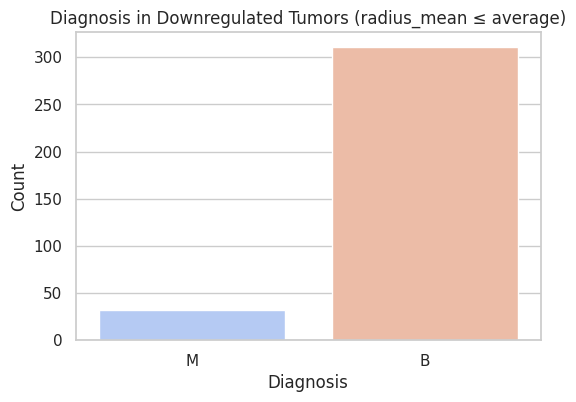 Diagnosis in Downregulated Tumors (radius_mean ≤ average)
300
250
200
150
100
50
0
Count
M B
Diagnosis